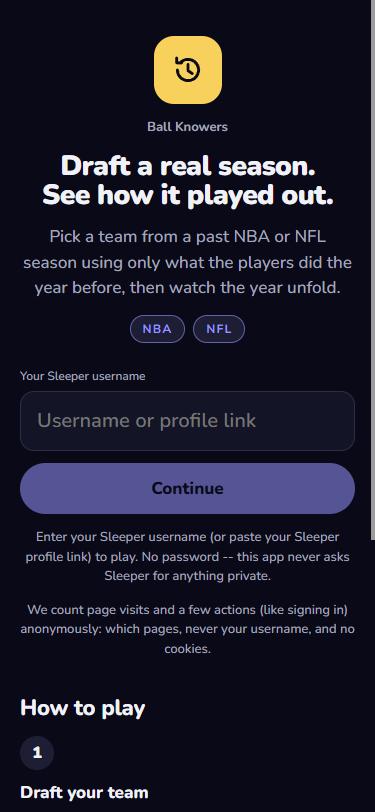 Ball Knowers
Draft a real season.
See how it played out.
Pick a team from a past NBA or NFL
season using only what the players did the
year before, then watch the year unfold.
NBA
NFL
Your Sleeper username
Username or profile link
Continue
Enter your Sleeper username (or paste your Sleeper
profile link) to play. No password -- this app never asks
Sleeper for anything private.
We count page visits and a few actions (like signing in)
anonymously: which pages, never your username, and no
cookies.
How to play
1
Draft your team